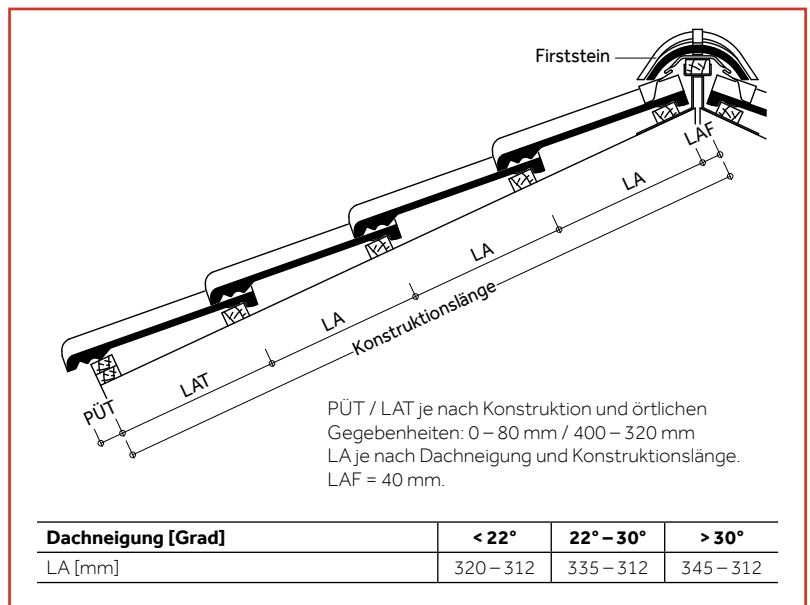 Firststein
LAF
LA
LA
LA
Konstruktionslänge
LAT
PÜT
PÜT / LAT je nach Konstruktion und örtlichen
Gegebenheiten: 0 – 80 mm / 400 – 320 mm
LA je nach Dachneigung und Konstruktionslänge.
LAF = 40 mm.
Dachneigung [Grad] < 22° 22° – 30° > 30°
LA [mm] 320 – 312 335 – 312 345 – 312